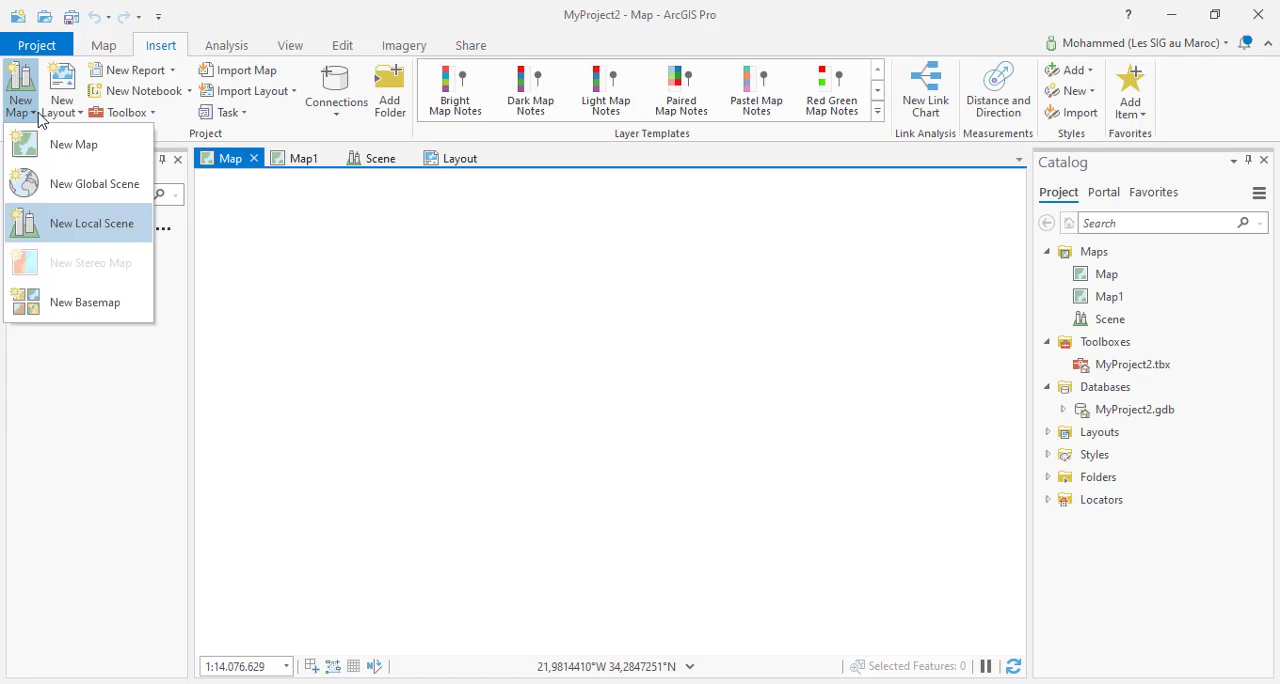 MyProject2 - Map - ArcGIS Pro
?
Project Map Insert Analysis View Edit Imagery Share
Mohammed (Les SIG au Maroc)
New Map
New Layout
New Report
New Notebook
Toolbox
Import Map
Import Layout
Task
Connections
Add Folder
Bright Map Notes
Dark Map Notes
Light Map Notes
Paired Map Notes
Pastel Map Notes
Red Green Map Notes
New Link Chart
Distance and Direction
Add
New
Import
Add Item
Project
Layer Templates
Link Analysis
Measurements
Styles
Favorites
New Map
New Global Scene
New Local Scene
New Stereo Map
New Basemap
Map Map1 Scene Layout
Catalog
Project Portal Favorites
Search
Maps
Map
Map1
Scene
Toolboxes
MyProject2.tbx
Databases
MyProject2.gdb
Layouts
Styles
Folders
Locators
1:14.076.629
21,9814410°W 34,2847251°N
Selected Features: 0